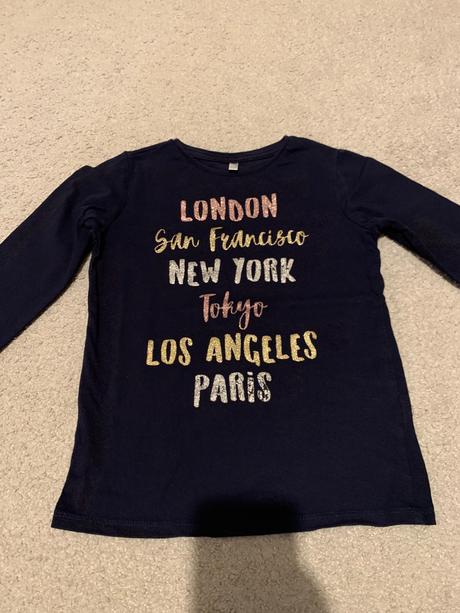 LONDON
San Francisco
NEW YORK
Tokyo
LOS ANGELES
PARiS